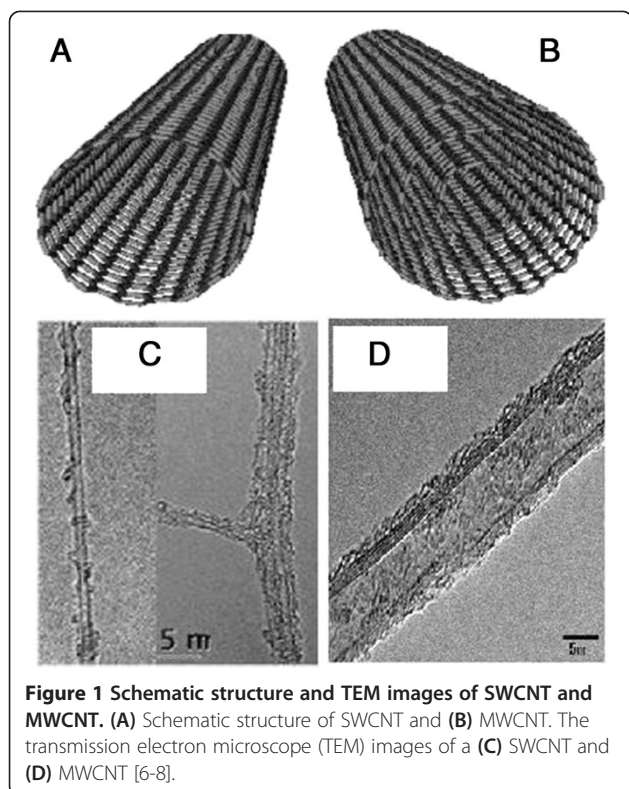 A
B
C
D
5 m
5m
Figure 1 Schematic structure and TEM images of SWCNT and
MWCNT. (A) Schematic structure of SWCNT and (B) MWCNT. The
transmission electron microscope (TEM) images of a (C) SWCNT and
(D) MWCNT [6-8].